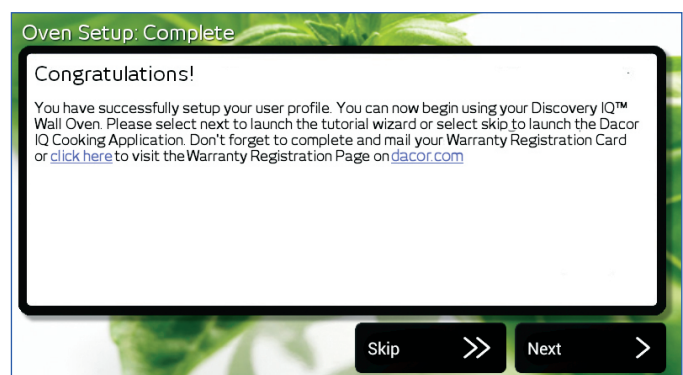 Oven Setup: Complete
Congratulations!
You have successfully setup your user profile. You can now begin using your Discovery IQ™
Wall Oven. Please select next to launch the tutorial wizard or select skip to launch the Dacor
IQ Cooking Application. Don't forget to complete and mail your Warranty Registration Card
or click here to visit the Warranty Registration Page on dacor.com
Skip
Next